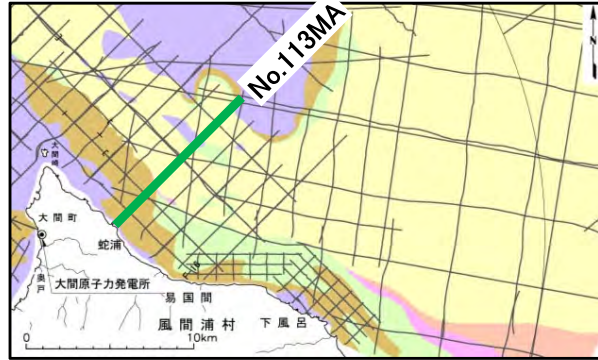 No.113MA
N
大間崎
大間町
蛇浦
奥戸
大間原子力発電所
易国間
風間浦村
下風呂
0
10km